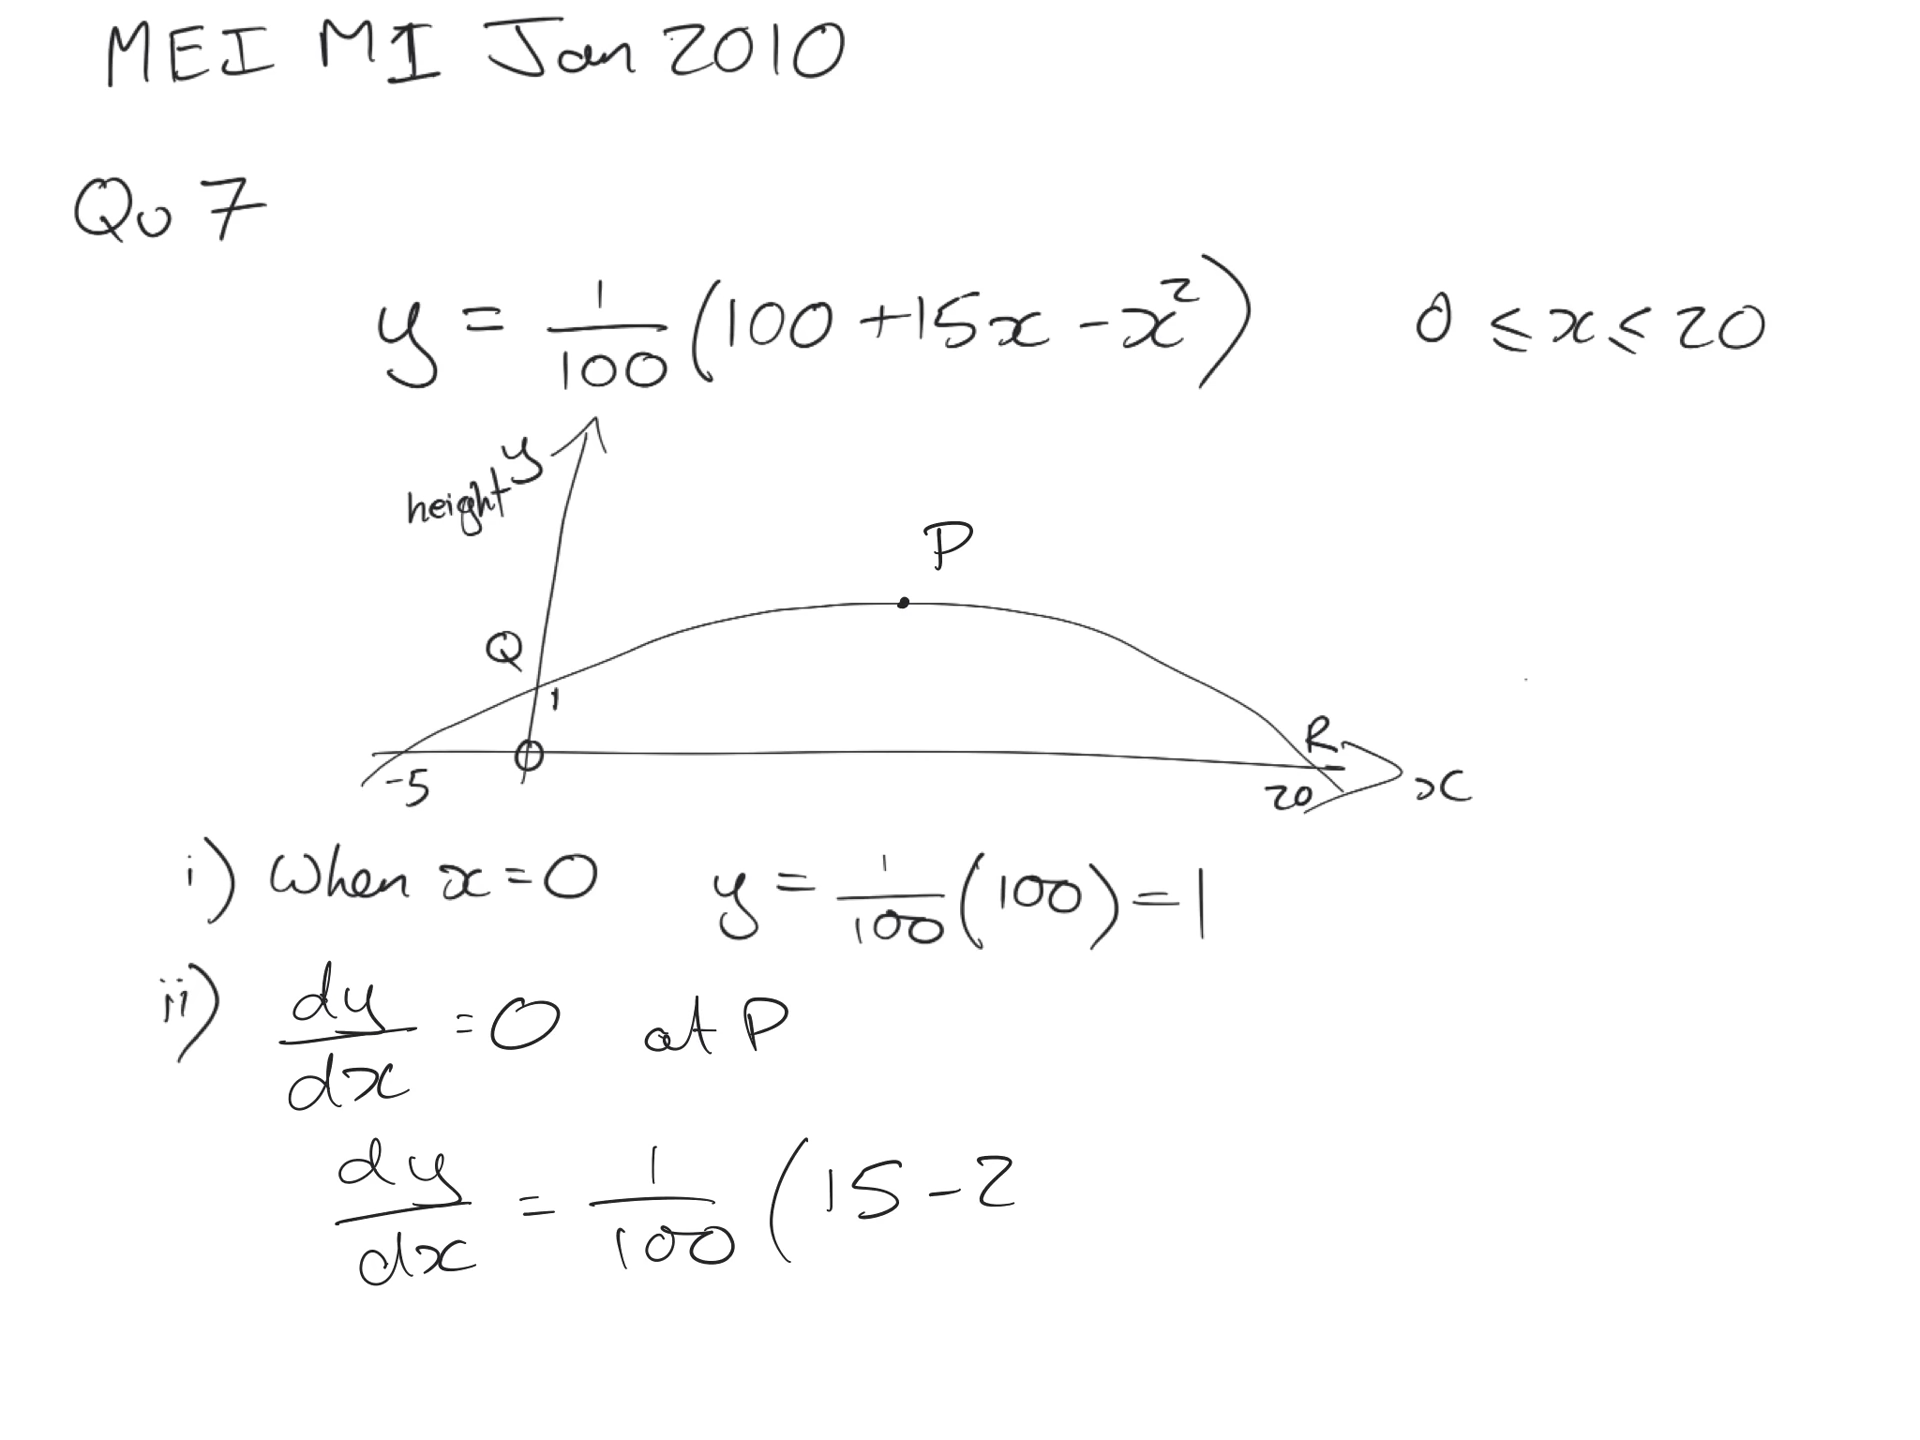 MEI M1 Jan 2010
Qu 7
y = 1/100 (100 + 15x - x²)   0 ≤ x ≤ 20
height y
P
Q
1
R
-5   O   20   x
i) When x = 0   y = 1/100 (100) = 1
ii) dy/dx = 0 at P
dy/dx = 1/100 (15 - 2